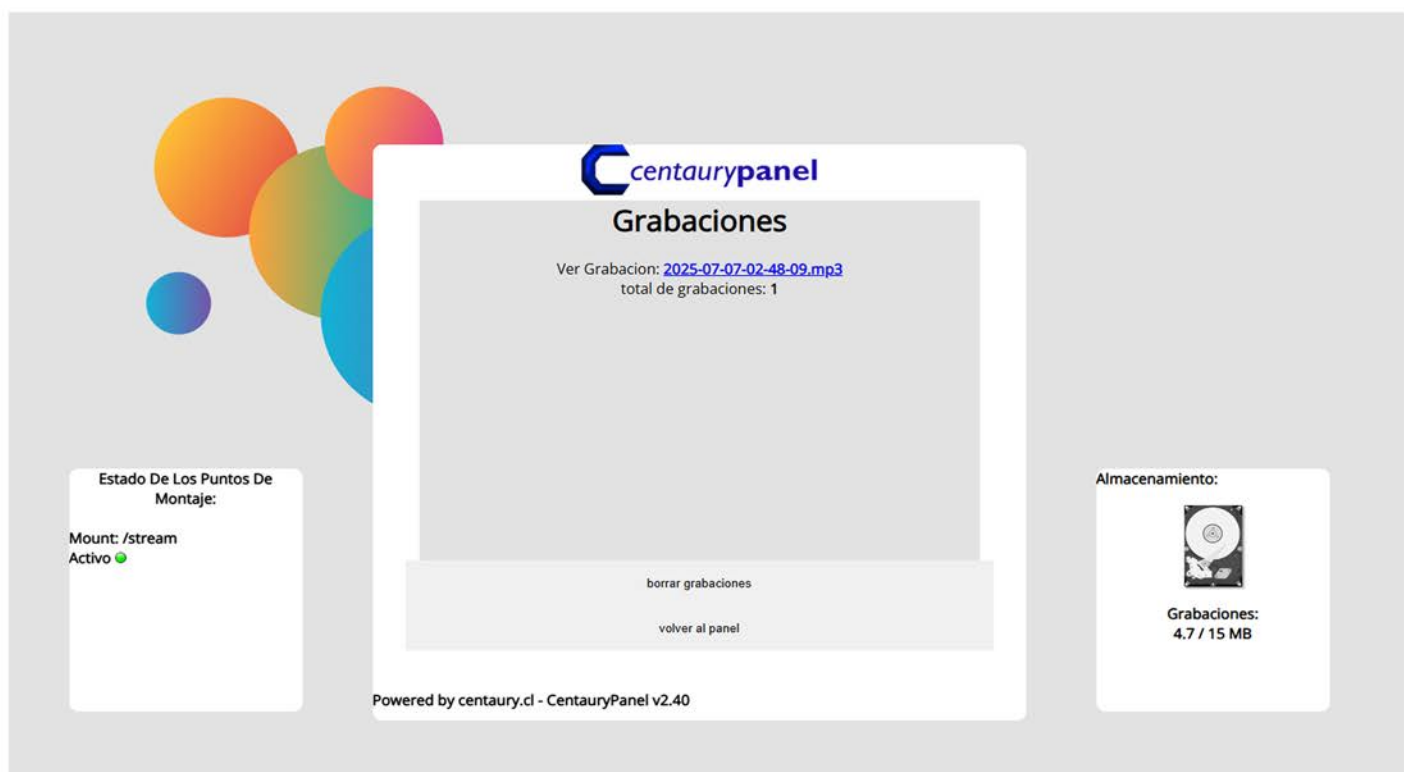 centaurypanel
Grabaciones
Ver Grabacion: 2025-07-07-02-48-09.mp3
total de grabaciones: 1
borrar grabaciones
volver al panel
Powered by centaury.cl - CentauryPanel v2.40
Estado De Los Puntos De
Montaje:
Mount: /stream
Activo
Almacenamiento:
Grabaciones:
4.7 / 15 MB